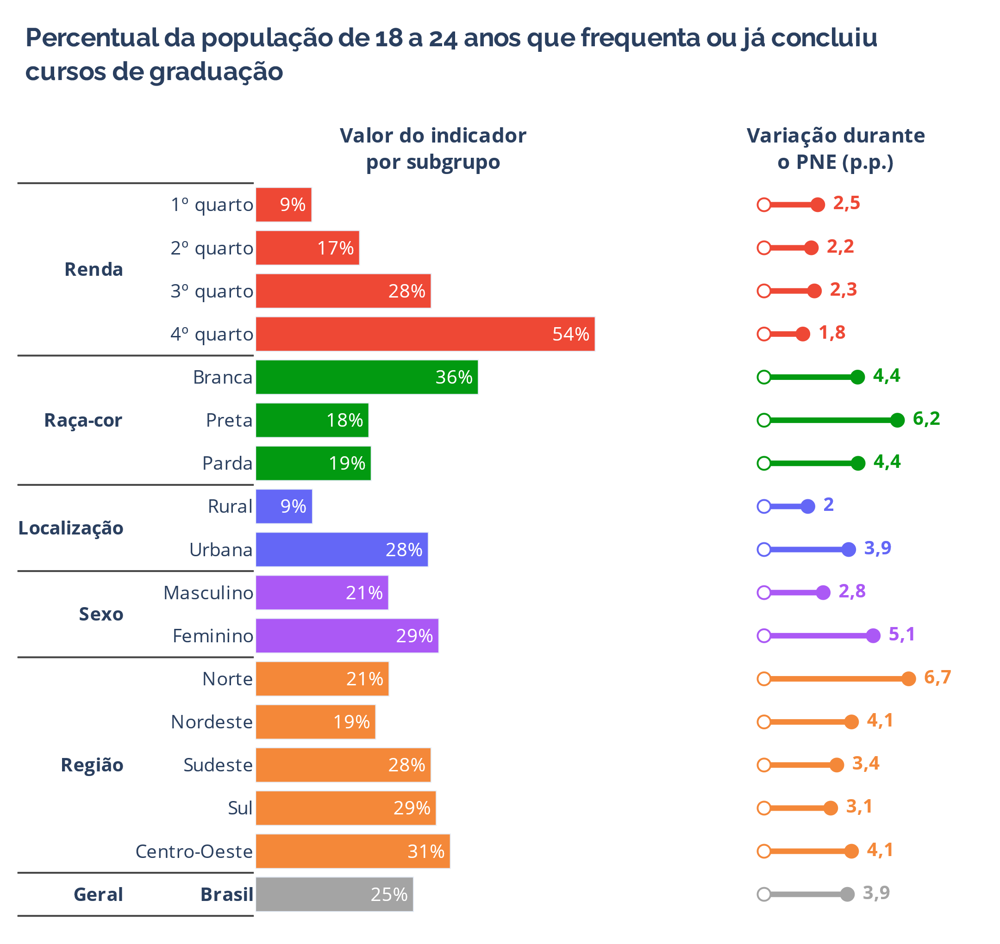 Percentual da população de 18 a 24 anos que frequenta ou já concluiu
cursos de graduação
Valor do indicador
por subgrupo
Variação durante
o PNE (p.p.)
Renda
1º quarto 9% 2,5
2º quarto 17% 2,2
3º quarto 28% 2,3
4º quarto 54% 1,8
Raça-cor
Branca 36% 4,4
Preta 18% 6,2
Parda 19% 4,4
Localização
Rural 9% 2
Urbana 28% 3,9
Sexo
Masculino 21% 2,8
Feminino 29% 5,1
Região
Norte 21% 6,7
Nordeste 19% 4,1
Sudeste 28% 3,4
Sul 29% 3,1
Centro-Oeste 31% 4,1
Geral Brasil 25% 3,9